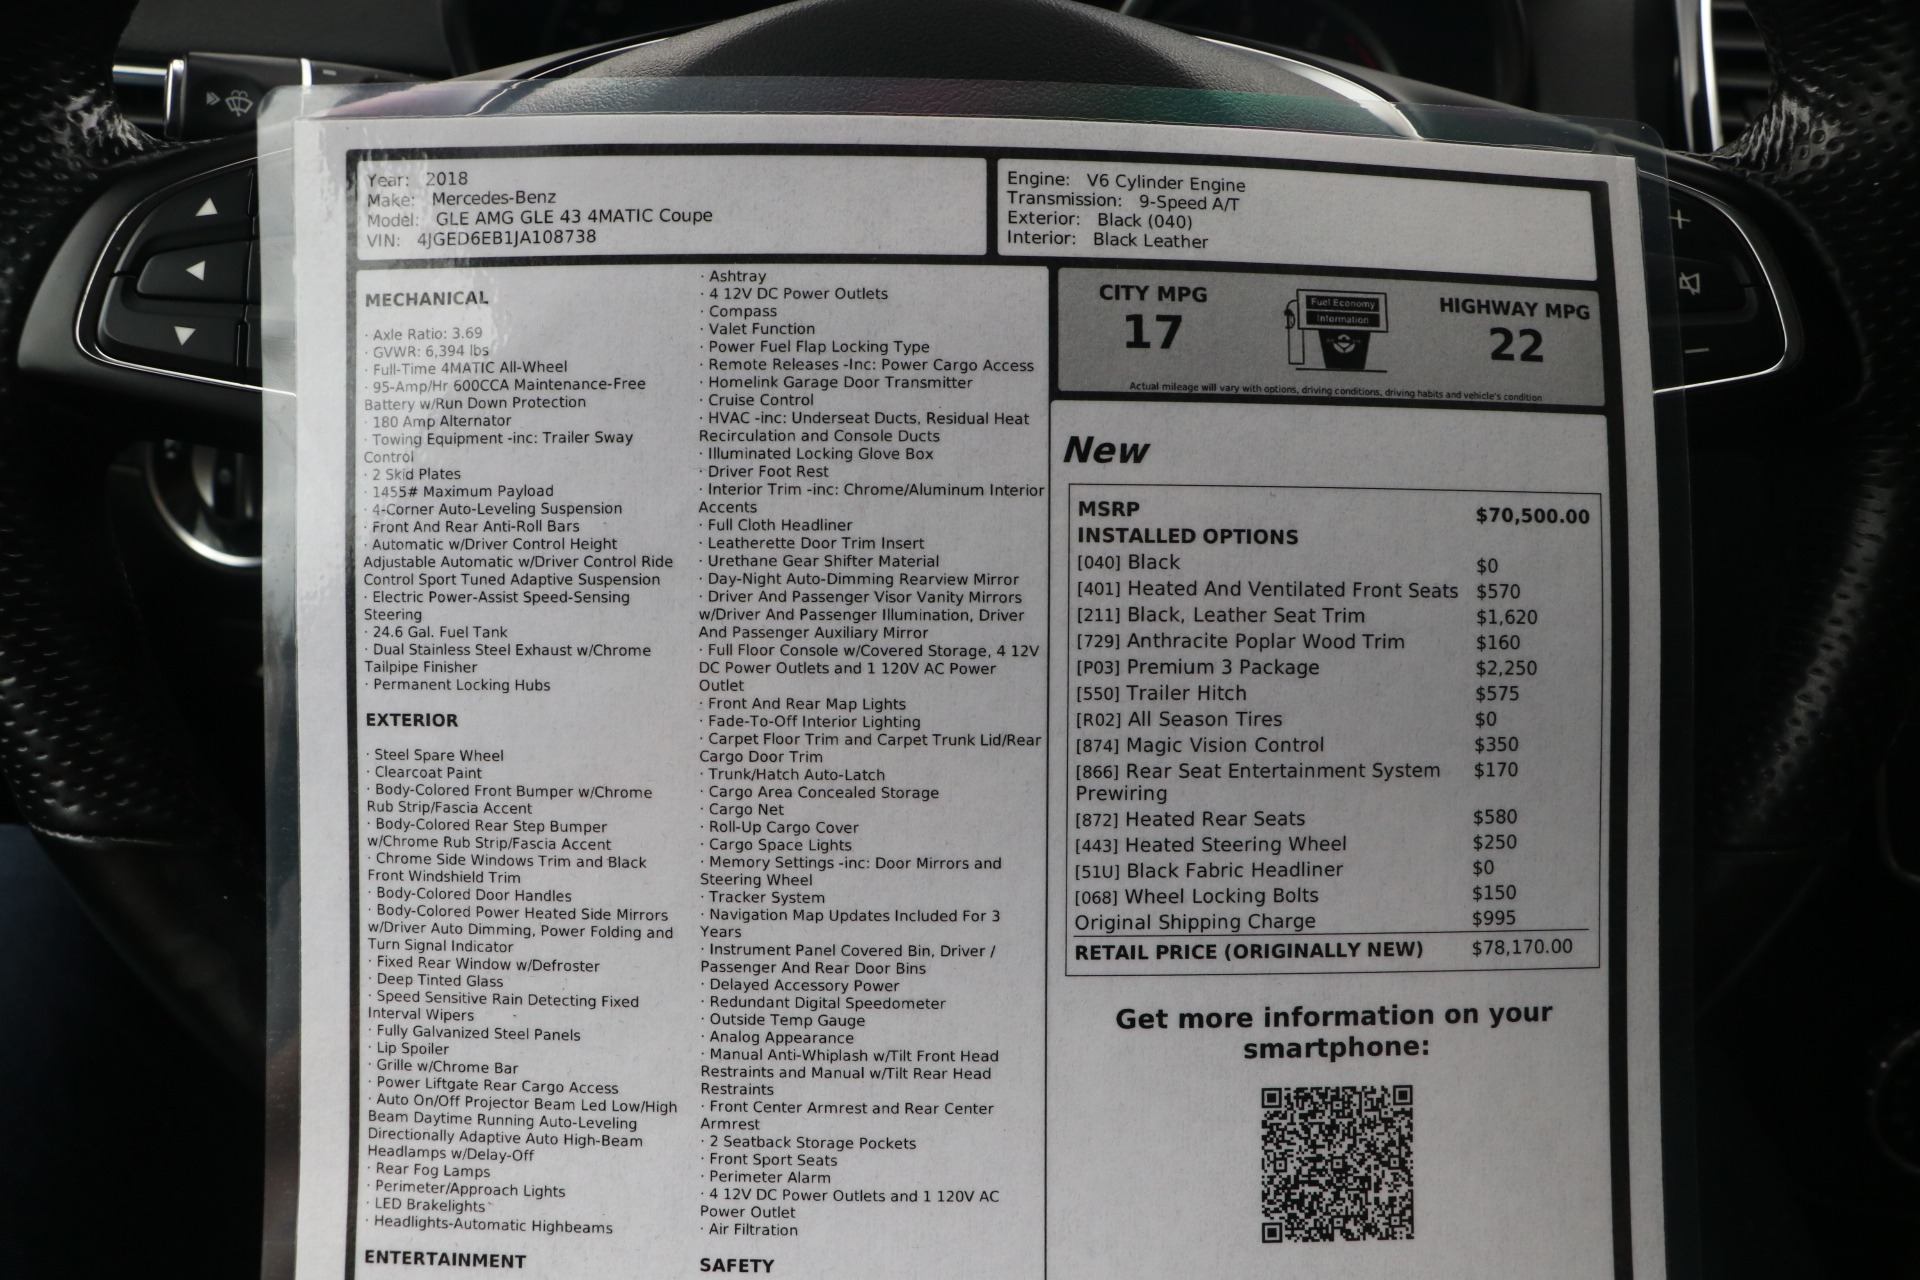 Year: 2018
Make: Mercedes-Benz
Model: GLE AMG GLE 43 4MATIC Coupe
VIN: 4JGED6EB1JA108738
Engine: V6 Cylinder Engine
Transmission: 9-Speed A/T
Exterior: Black (040)
Interior: Black Leather
MECHANICAL
· Axle Ratio: 3.69
· GVWR: 6,394 lbs
· Full-Time 4MATIC All-Wheel
· 95-Amp/Hr 600CCA Maintenance-Free
Battery w/Run Down Protection
· 180 Amp Alternator
· Towing Equipment -inc: Trailer Sway
Control
· 2 Skid Plates
· 1455# Maximum Payload
· 4-Corner Auto-Leveling Suspension
· Front And Rear Anti-Roll Bars
· Automatic w/Driver Control Height
Adjustable Automatic w/Driver Control Ride
Control Sport Tuned Adaptive Suspension
· Electric Power-Assist Speed-Sensing
Steering
· 24.6 Gal. Fuel Tank
· Dual Stainless Steel Exhaust w/Chrome
Tailpipe Finisher
· Permanent Locking Hubs
EXTERIOR
· Steel Spare Wheel
· Clearcoat Paint
· Body-Colored Front Bumper w/Chrome
Rub Strip/Fascia Accent
· Body-Colored Rear Step Bumper
w/Chrome Rub Strip/Fascia Accent
· Chrome Side Windows Trim and Black
Front Windshield Trim
· Body-Colored Door Handles
· Body-Colored Power Heated Side Mirrors
w/Driver Auto Dimming, Power Folding and
Turn Signal Indicator
· Fixed Rear Window w/Defroster
· Deep Tinted Glass
· Speed Sensitive Rain Detecting Fixed
Interval Wipers
· Fully Galvanized Steel Panels
· Lip Spoiler
· Grille w/Chrome Bar
· Power Liftgate Rear Cargo Access
· Auto On/Off Projector Beam Led Low/High
Beam Daytime Running Auto-Leveling
Directionally Adaptive Auto High-Beam
Headlamps w/Delay-Off
· Rear Fog Lamps
· Perimeter/Approach Lights
· LED Brakelights
· Headlights-Automatic Highbeams
ENTERTAINMENT
· Ashtray
· 4 12V DC Power Outlets
· Compass
· Valet Function
· Power Fuel Flap Locking Type
· Remote Releases -Inc: Power Cargo Access
· Homelink Garage Door Transmitter
· Cruise Control
· HVAC -inc: Underseat Ducts, Residual Heat
Recirculation and Console Ducts
· Illuminated Locking Glove Box
· Driver Foot Rest
· Interior Trim -inc: Chrome/Aluminum Interior
Accents
· Full Cloth Headliner
· Leatherette Door Trim Insert
· Urethane Gear Shifter Material
· Day-Night Auto-Dimming Rearview Mirror
· Driver And Passenger Visor Vanity Mirrors
w/Driver And Passenger Illumination, Driver
And Passenger Auxiliary Mirror
· Full Floor Console w/Covered Storage, 4 12V
DC Power Outlets and 1 120V AC Power
Outlet
· Front And Rear Map Lights
· Fade-To-Off Interior Lighting
· Carpet Floor Trim and Carpet Trunk Lid/Rear
Cargo Door Trim
· Trunk/Hatch Auto-Latch
· Cargo Area Concealed Storage
· Cargo Net
· Roll-Up Cargo Cover
· Cargo Space Lights
· Memory Settings -inc: Door Mirrors and
Steering Wheel
· Tracker System
· Navigation Map Updates Included For 3
Years
· Instrument Panel Covered Bin, Driver /
Passenger And Rear Door Bins
· Delayed Accessory Power
· Redundant Digital Speedometer
· Outside Temp Gauge
· Analog Appearance
· Manual Anti-Whiplash w/Tilt Front Head
Restraints and Manual w/Tilt Rear Head
Restraints
· Front Center Armrest and Rear Center
Armrest
· 2 Seatback Storage Pockets
· Front Sport Seats
· Perimeter Alarm
· 4 12V DC Power Outlets and 1 120V AC
Power Outlet
· Air Filtration
SAFETY
CITY MPG
17
Fuel Economy
Information
HIGHWAY MPG
22
Actual mileage will vary with options, driving conditions, driving habits and vehicle's condition
New
MSRP $70,500.00
INSTALLED OPTIONS
[040] Black $0
[401] Heated And Ventilated Front Seats $570
[211] Black, Leather Seat Trim $1,620
[729] Anthracite Poplar Wood Trim $160
[P03] Premium 3 Package $2,250
[550] Trailer Hitch $575
[R02] All Season Tires $0
[874] Magic Vision Control $350
[866] Rear Seat Entertainment System $170
Prewiring
[872] Heated Rear Seats $580
[443] Heated Steering Wheel $250
[51U] Black Fabric Headliner $0
[068] Wheel Locking Bolts $150
Original Shipping Charge $995
RETAIL PRICE (ORIGINALLY NEW) $78,170.00
Get more information on your
smartphone: